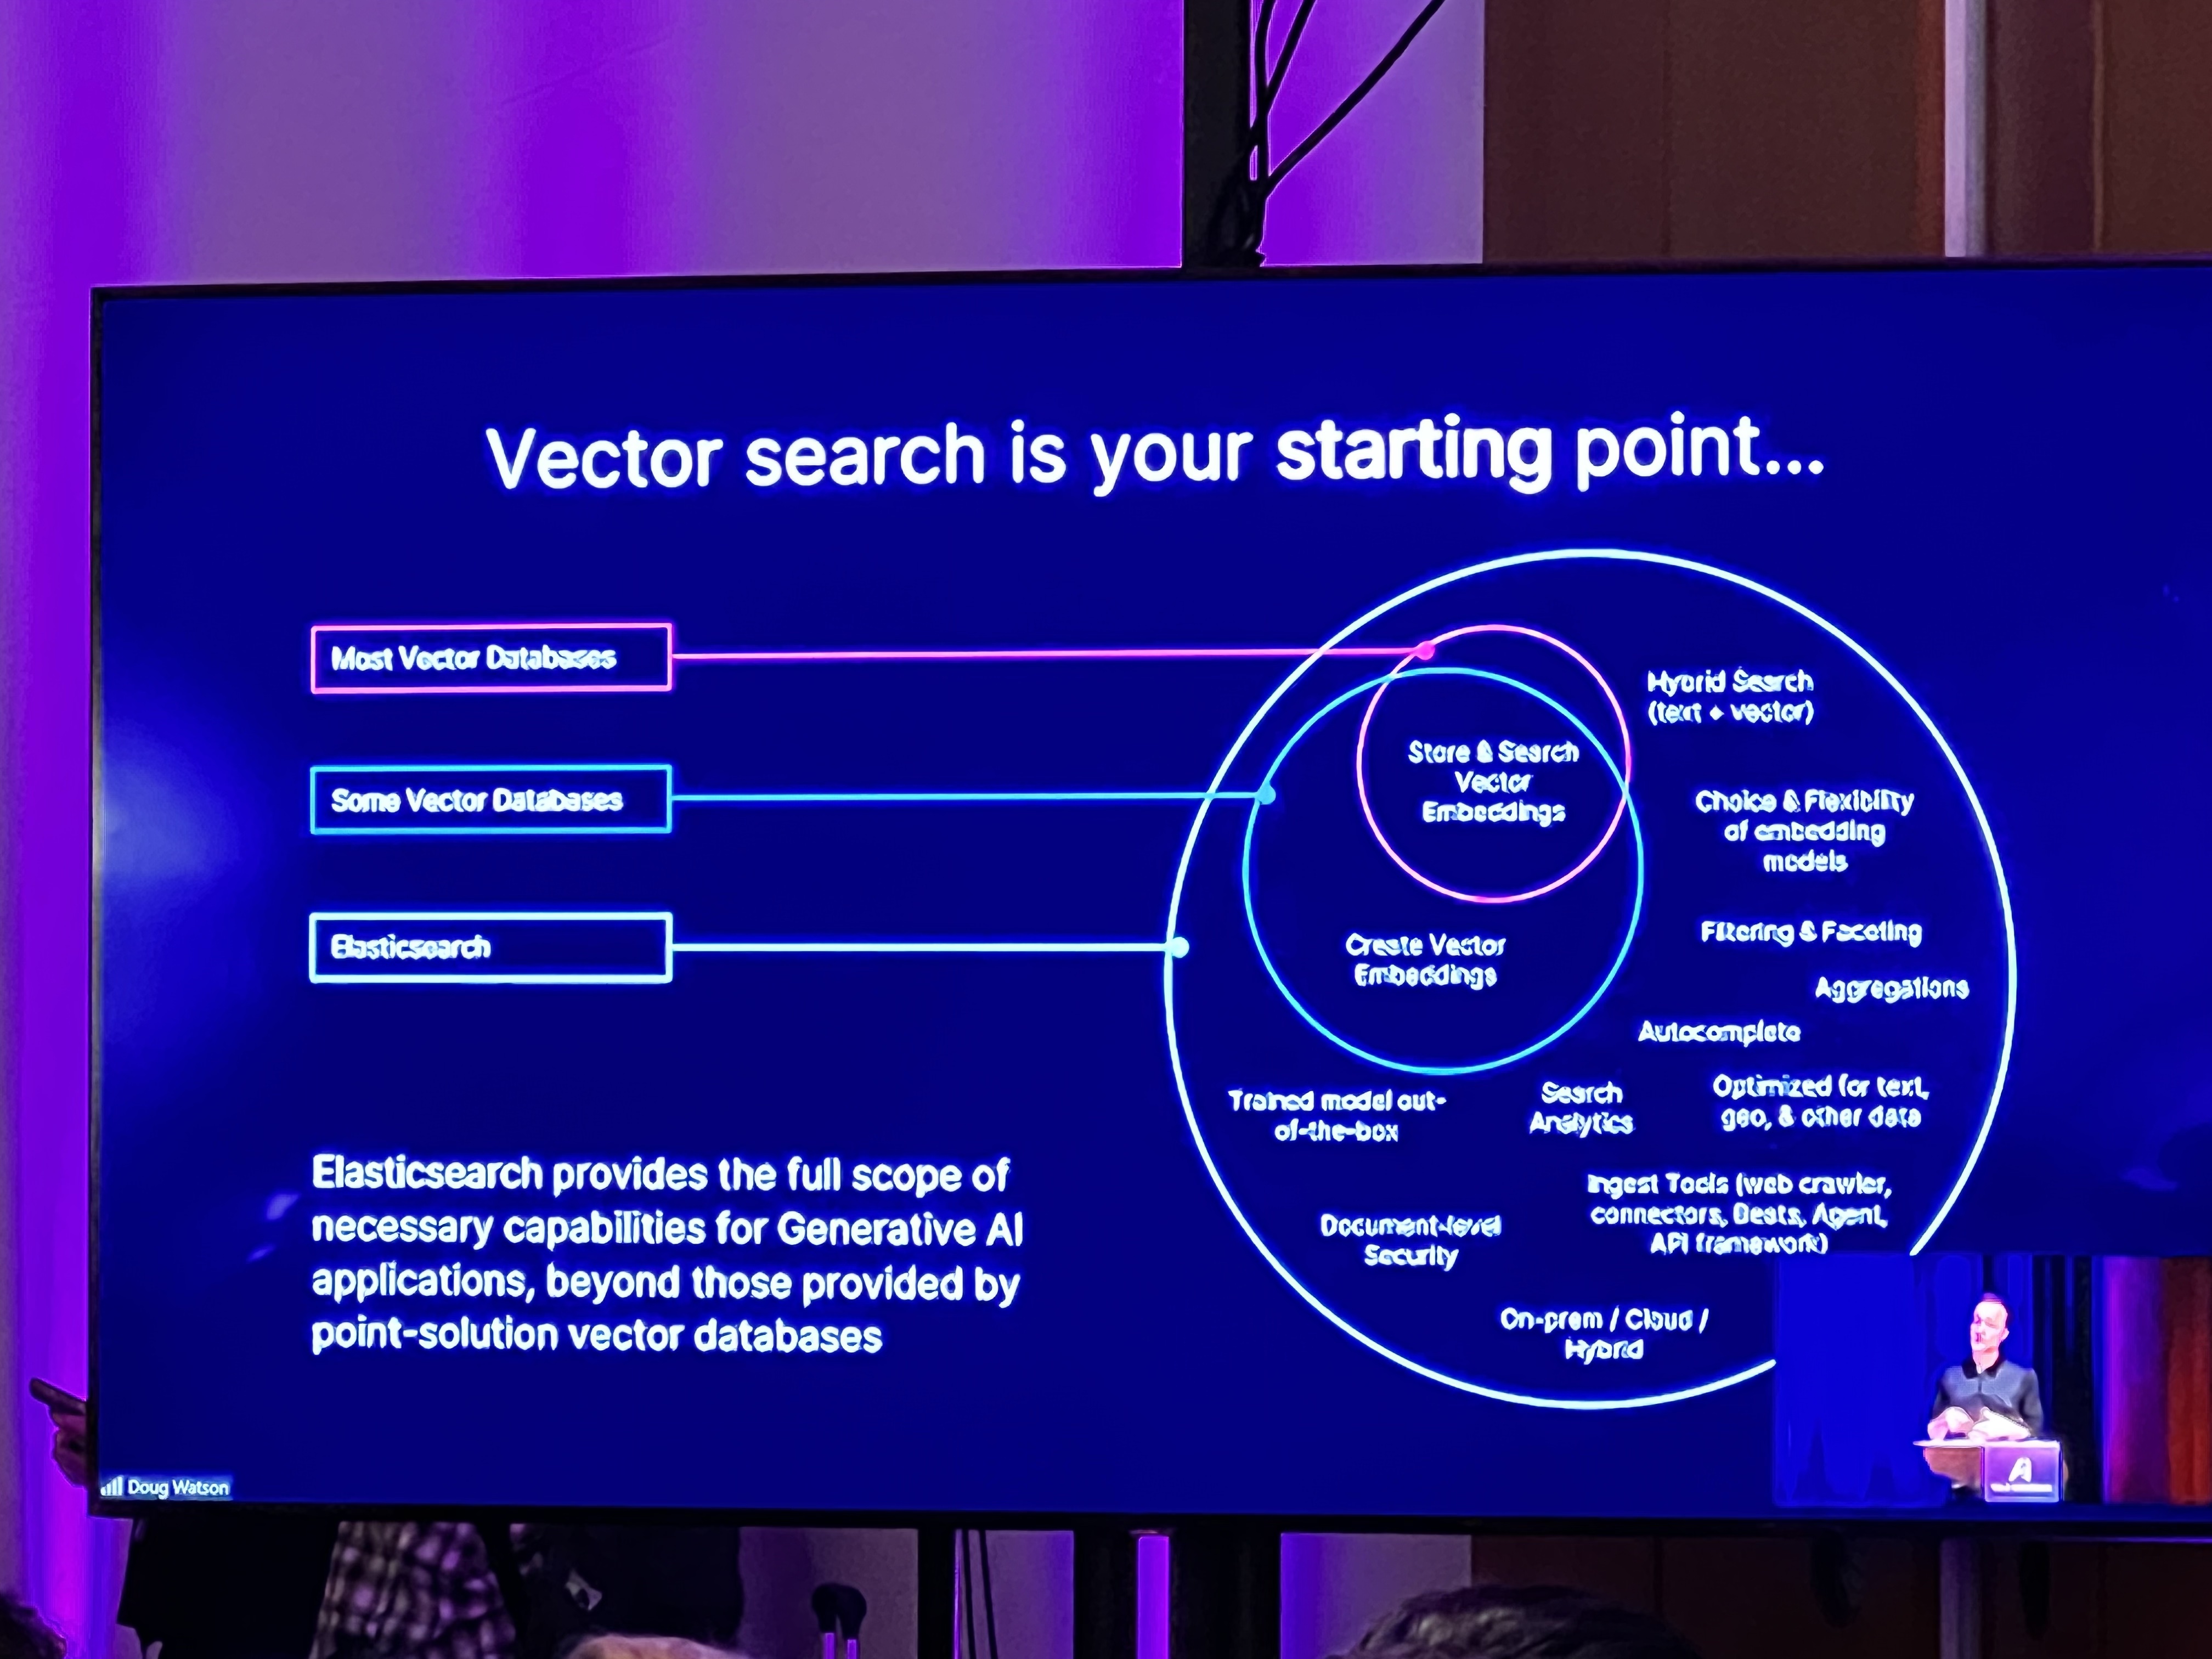 Vector search is your starting point...
Most Vector Databases
Some Vector Databases
Elasticsearch
Store & Search
Vector
Embeddings
Create Vector
Embeddings
Hybrid Search
(text + vector)
Choice & Flexibility
of embedding
models
Filtering & Faceting
Aggregations
Autocomplete
Trained model out-
of-the-box
Search
Analytics
Optimized for text,
geo, & other data
Document-level
Security
Ingest Tools (web crawler,
connectors, Beats, Agent,
API framework)
On-prem / Cloud /
Hybrid
Elasticsearch provides the full scope of
necessary capabilities for Generative AI
applications, beyond those provided by
point-solution vector databases
Doug Watson